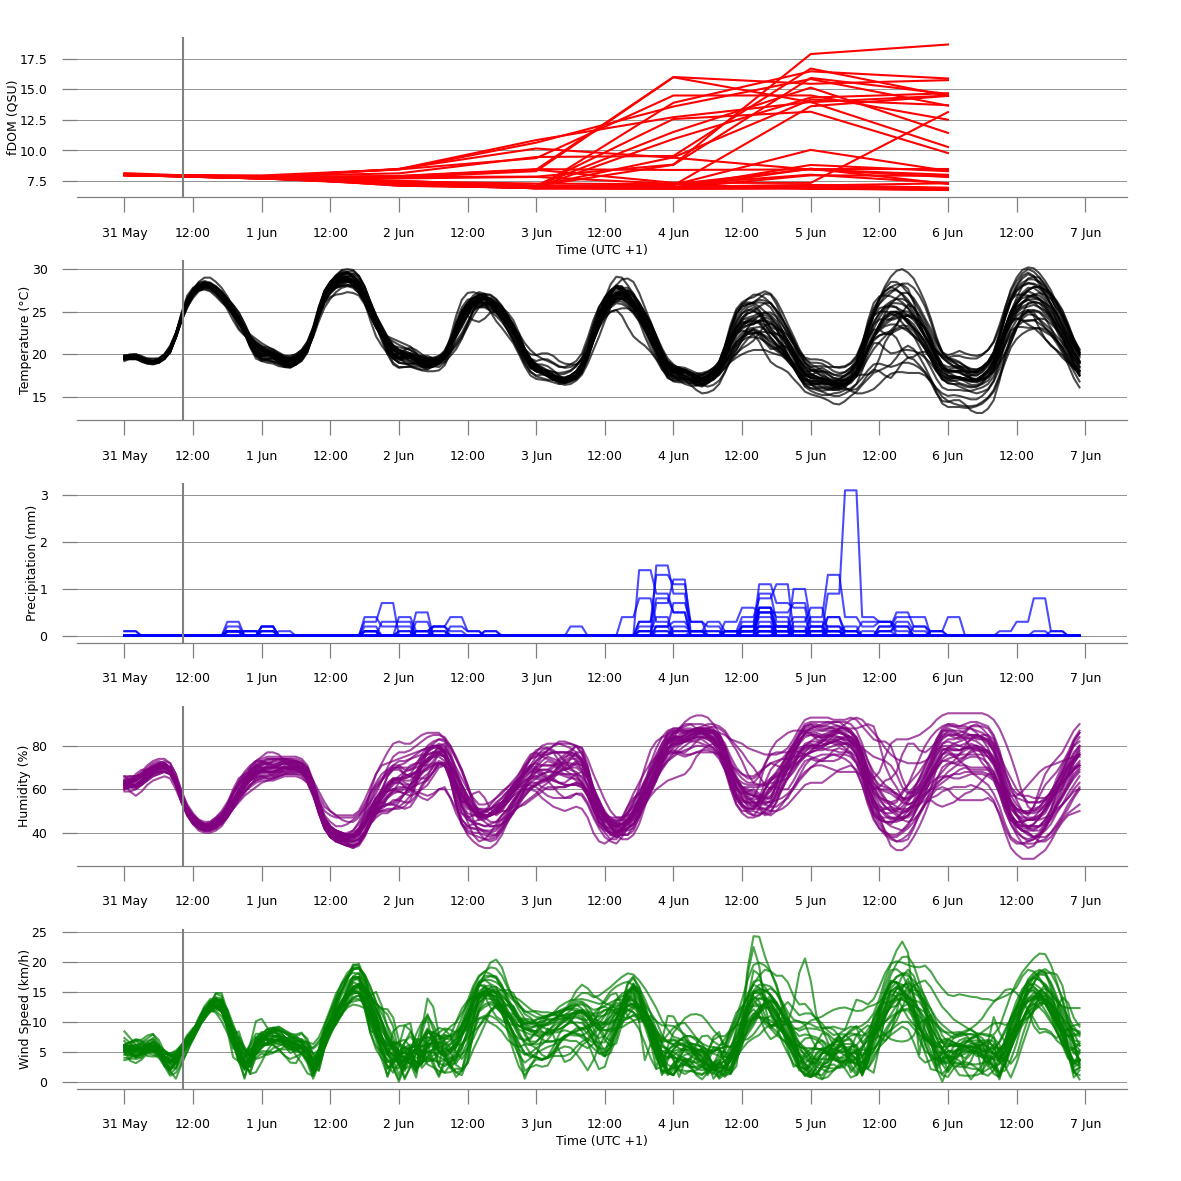 fDOM (QSU)
17.5
15.0
12.5
10.0
7.5
31 May 12:00 1 Jun 12:00 2 Jun 12:00 3 Jun 12:00 4 Jun 12:00 5 Jun 12:00 6 Jun 12:00 7 Jun
Time (UTC +1)
Temperature (°C)
30
25
20
15
31 May 12:00 1 Jun 12:00 2 Jun 12:00 3 Jun 12:00 4 Jun 12:00 5 Jun 12:00 6 Jun 12:00 7 Jun
Precipitation (mm)
3
2
1
0
31 May 12:00 1 Jun 12:00 2 Jun 12:00 3 Jun 12:00 4 Jun 12:00 5 Jun 12:00 6 Jun 12:00 7 Jun
Humidity (%)
80
60
40
31 May 12:00 1 Jun 12:00 2 Jun 12:00 3 Jun 12:00 4 Jun 12:00 5 Jun 12:00 6 Jun 12:00 7 Jun
Wind Speed (km/h)
25
20
15
10
5
0
31 May 12:00 1 Jun 12:00 2 Jun 12:00 3 Jun 12:00 4 Jun 12:00 5 Jun 12:00 6 Jun 12:00 7 Jun
Time (UTC +1)